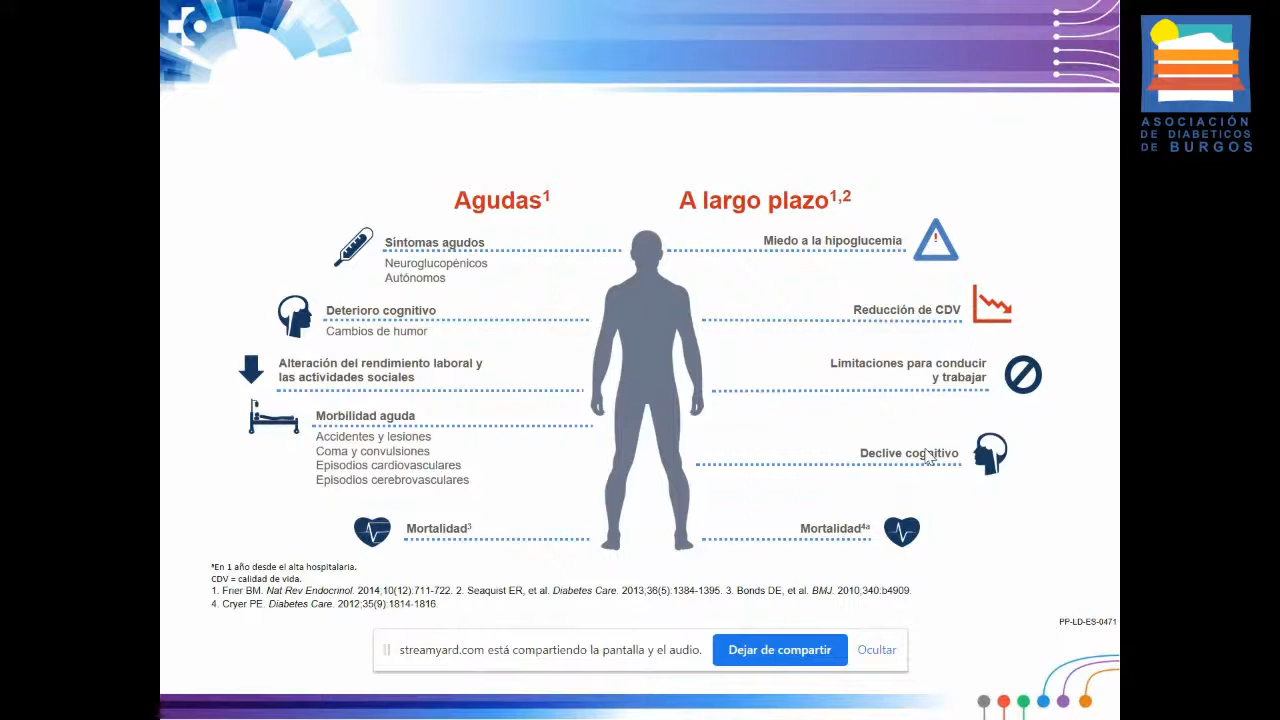 ASOCIACIÓN
DE DIABETICOS
DE BURGOS
Agudas¹
A largo plazo¹,²
Síntomas agudos
Neuroglucopénicos
Autónomos
Deterioro cognitivo
Cambios de humor
Alteración del rendimiento laboral y
las actividades sociales
Morbilidad aguda
Accidentes y lesiones
Coma y convulsiones
Episodios cardiovasculares
Episodios cerebrovasculares
Mortalidad³
Miedo a la hipoglucemia
!
Reducción de CDV
Limitaciones para conducir
y trabajar
Declive cognitivo
Mortalidad⁴ᵃ
ᵃEn 1 año desde el alta hospitalaria.
CDV = calidad de vida.
1. Frier BM. Nat Rev Endocrinol. 2014;10(12):711-722. 2. Seaquist ER, et al. Diabetes Care. 2013;36(5):1384-1395. 3. Bonds DE, et al. BMJ. 2010;340:b4909.
4. Cryer PE. Diabetes Care. 2012;35(9):1814-1816.
PP-LD-ES-0471
streamyard.com está compartiendo la pantalla y el audio.
Dejar de compartir
Ocultar